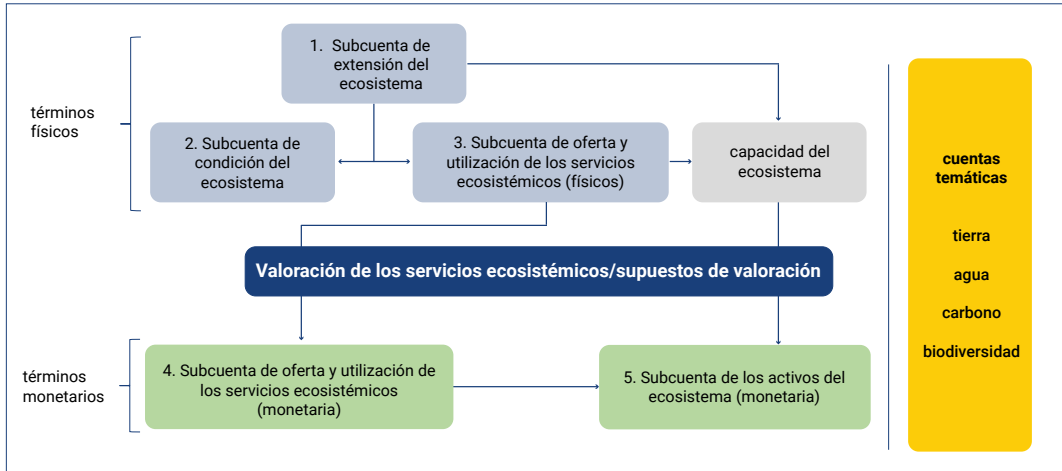 1. Subcuenta de
extensión del
ecosistema
términos
físicos
2. Subcuenta de
condición del
ecosistema
3. Subcuenta de oferta y
utilización de los servicios
ecosistémicos (físicos)
capacidad del
ecosistema
Valoración de los servicios ecosistémicos/supuestos de valoración
términos
monetarios
4. Subcuenta de oferta y utilización de
los servicios ecosistémicos
(monetaria)
5. Subcuenta de los activos del
ecosistema (monetaria)
cuentas
temáticas
tierra
agua
carbono
biodiversidad